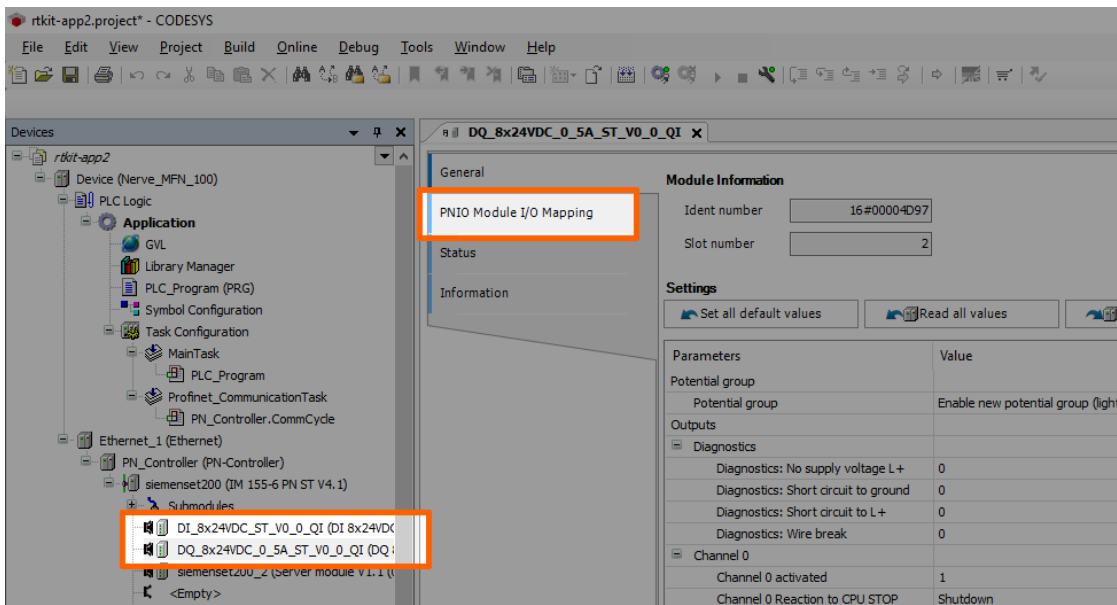 rtkit-app2.project* - CODESYS
File Edit View Project Build Online Debug Tools Window Help
Devices
rtkit-app2
Device (Nerve_MFN_100)
PLC Logic
Application
GVL
Library Manager
PLC_Program (PRG)
Symbol Configuration
Task Configuration
MainTask
PLC_Program
Profinet_CommunicationTask
PN_Controller.CommCycle
Ethernet_1 (Ethernet)
PN_Controller (PN-Controller)
siemenset200 (IM 155-6 PN ST V4.1)
Submodules
DI_8x24VDC_ST_V0_0_QI (DI 8x24VDC
DQ_8x24VDC_0_5A_ST_V0_0_QI (DQ
siemenset200_2 (Server module V1.1
<Empty>
DQ_8x24VDC_0_5A_ST_V0_0_QI X
General
PNIO Module I/O Mapping
Status
Information
Module Information
Ident number 16#00004D97
Slot number 2
Settings
Set all default values Read all values
Parameters Value
Potential group
Potential group Enable new potential group (ligh
Outputs
Diagnostics
Diagnostics: No supply voltage L+ 0
Diagnostics: Short circuit to ground 0
Diagnostics: Short circuit to L+ 0
Diagnostics: Wire break 0
Channel 0
Channel 0 activated 1
Channel 0 Reaction to CPU STOP Shutdown